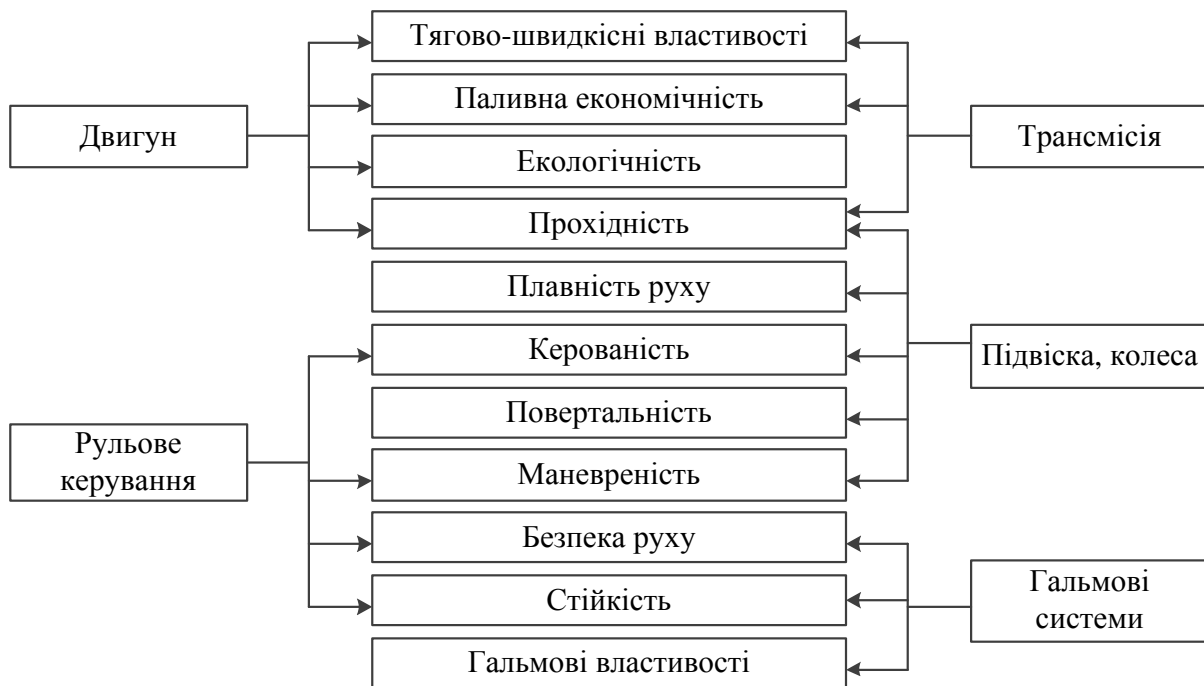 Тягово-швидкісні властивості
Паливна економічність
Двигун
Трансмісія
Екологічність
Прохідність
Плавність руху
Керованість
Підвіска, колеса
Повертальність
Рульове
керування
Маневреність
Безпека руху
Стійкість
Гальмові
системи
Гальмові властивості